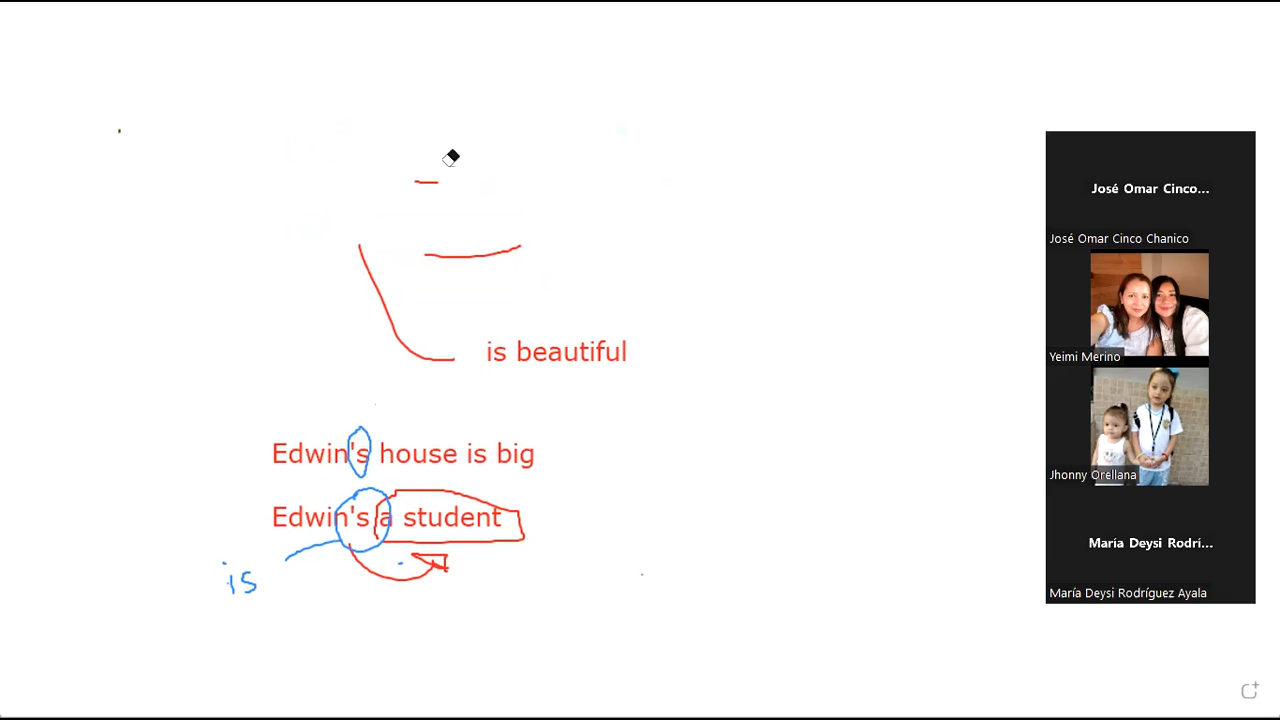 is beautiful
Edwin's house is big
Edwin's a student
is
José Omar Cinco...
José Omar Cinco Chanico
Yeimi Merino
Jhonny Orellana
María Deysi Rodrí...
María Deysi Rodríguez Ayala